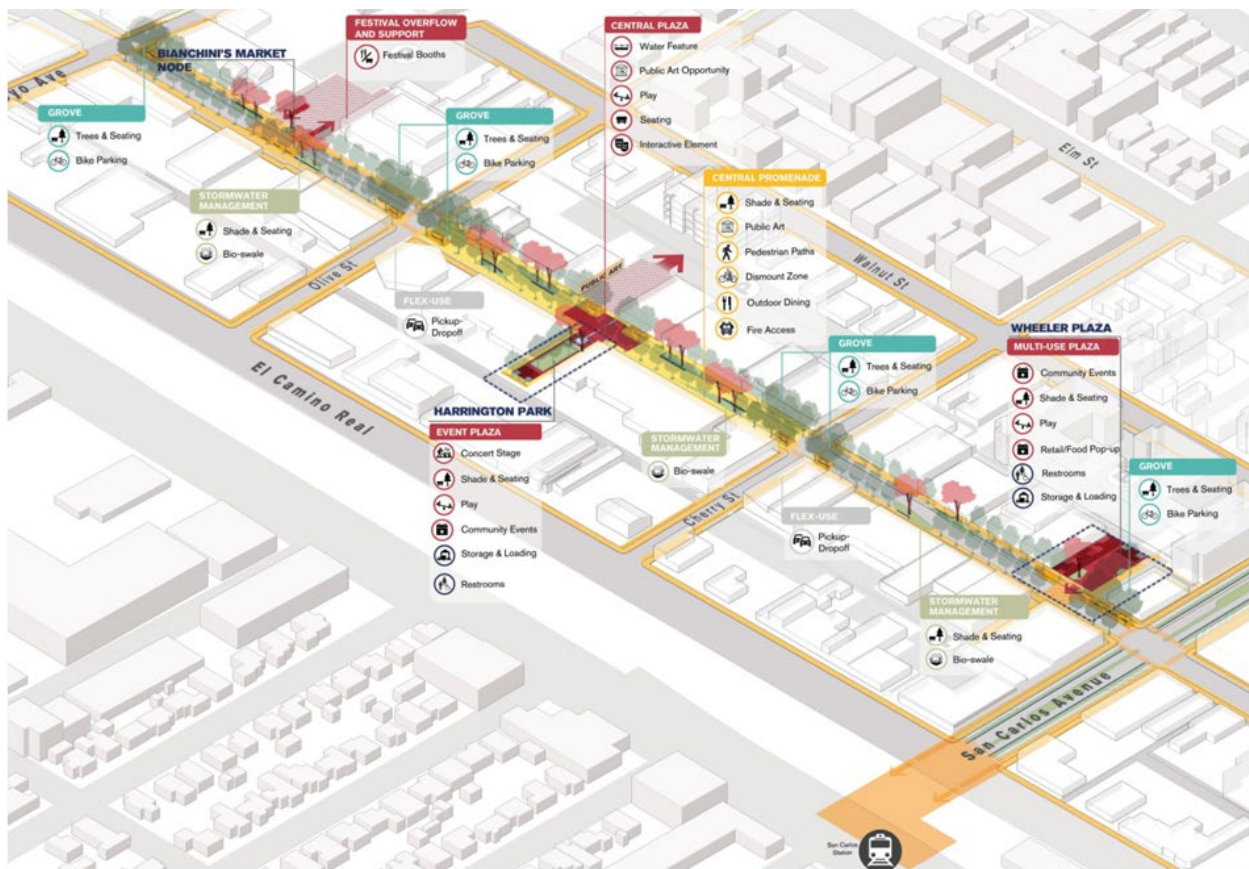 FESTIVAL OVERFLOW
AND SUPPORT
Festival Booths
BIANCHINI'S MARKET
NODE
yo Ave
GROVE
Trees & Seating
Bike Parking
GROVE
Trees & Seating
Bike Parking
STORMWATER
MANAGEMENT
Shade & Seating
Bio-swale
CENTRAL PLAZA
Water Feature
Public Art Opportunity
Play
Seating
Interactive Element
Elm St
CENTRAL PROMENADE
Shade & Seating
Public Art
Pedestrian Paths
Dismount Zone
Outdoor Dining
Fire Access
Walnut St
Olive St
PUBLIC ART
FLEX-USE
Pickup-
Dropoff
El Camino Real
HARRINGTON PARK
EVENT PLAZA
Concert Stage
Shade & Seating
Play
Community Events
Storage & Loading
Restrooms
GROVE
Trees & Seating
Bike Parking
STORMWATER
MANAGEMENT
Bio-swale
Cherry St
FLEX-USE
Pickup-
Dropoff
WHEELER PLAZA
MULTI-USE PLAZA
Community Events
Shade & Seating
Play
Retail/Food Pop-up
Restrooms
Storage & Loading
GROVE
Trees & Seating
Bike Parking
STORMWATER
MANAGEMENT
Shade & Seating
Bio-swale
San Carlos Avenue
San Carlos
Station